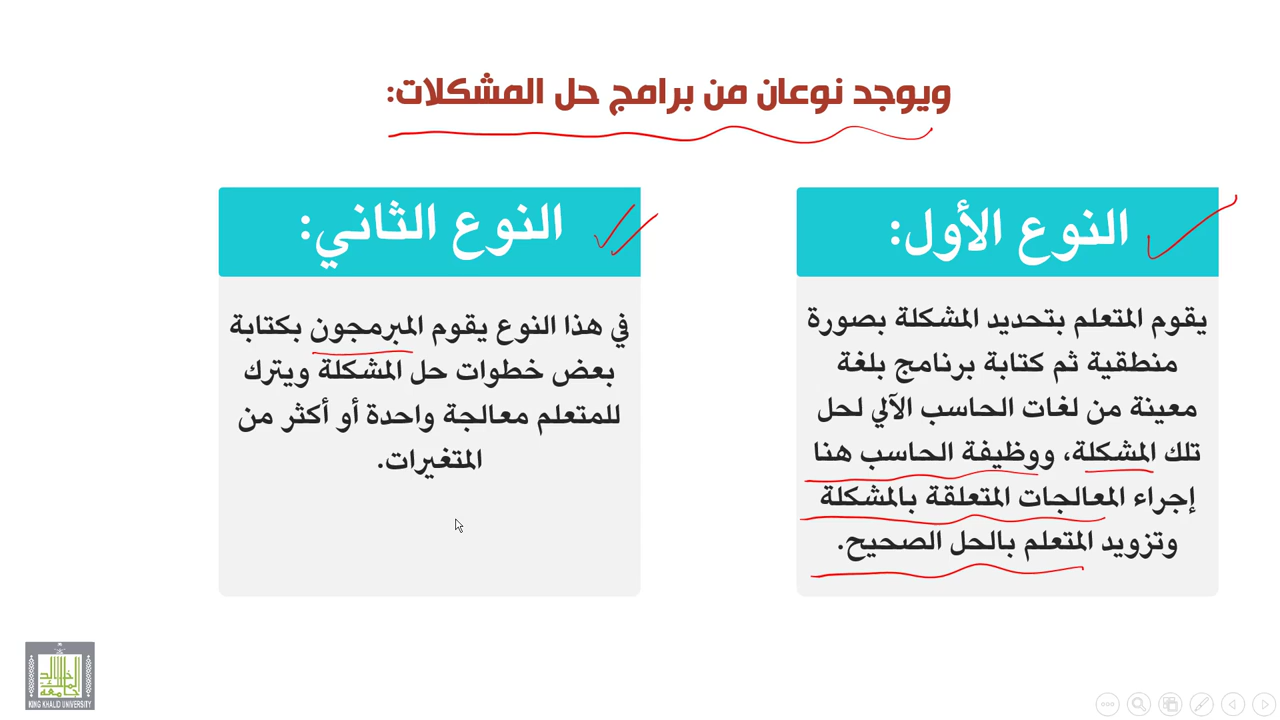 ويوجد نوعان من برامج حل المشكلات:
النوع الأول:
يقوم المتعلم بتحديد المشكلة بصورة
منطقية ثم كتابة برنامج بلغة
معينة من لغات الحاسب الآلي لحل
تلك المشكلة، ووظيفة الحاسب هنا
إجراء المعالجات المتعلقة بالمشكلة
وتزويد المتعلم بالحل الصحيح.
النوع الثاني:
في هذا النوع يقوم المبرمجون بكتابة
بعض خطوات حل المشكلة ويترك
للمتعلم معالجة واحدة أو أكثر من
المتغيرات.
جامعة الملك خالد
KING KHALID UNIVERSITY